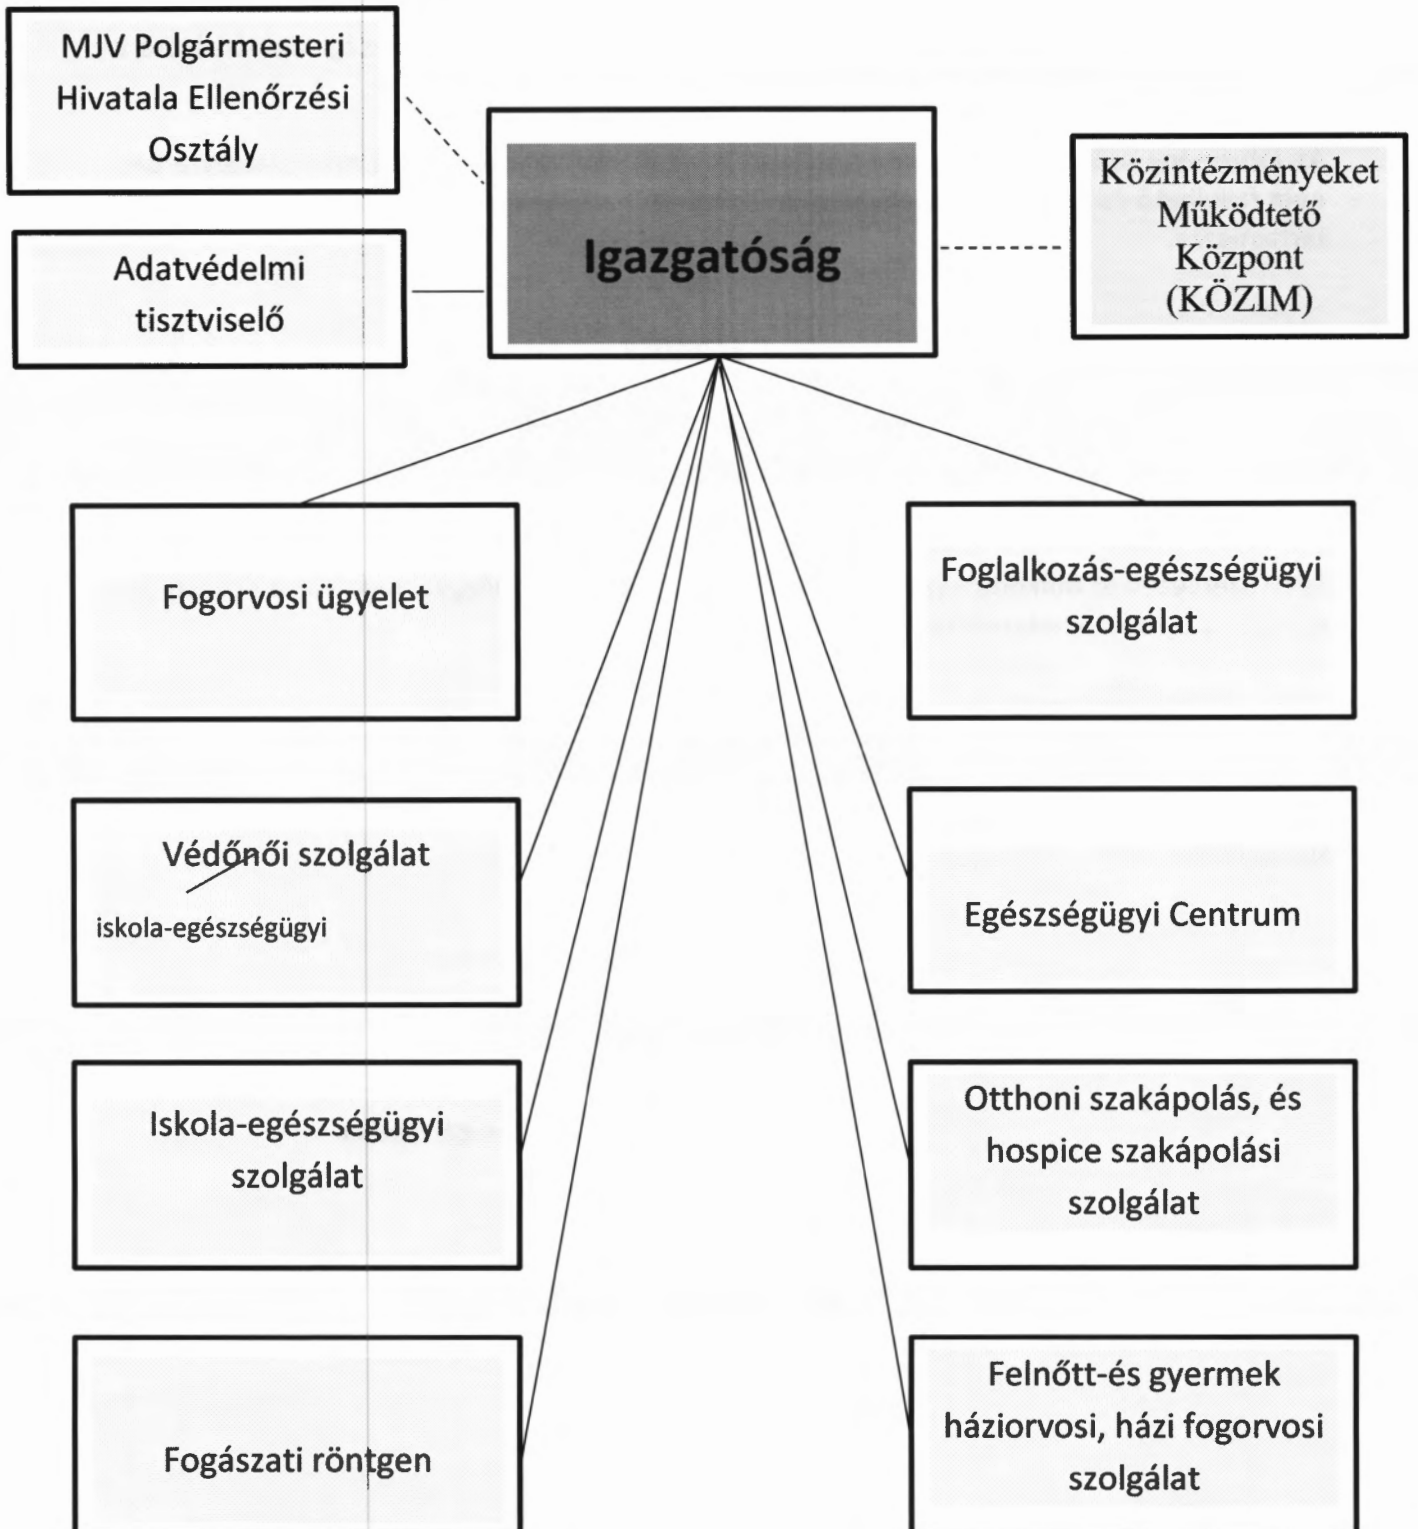 MJV Polgármesteri
Hivatala Ellenőrzési
Osztály
Adatvédelmi
tisztviselő
Igazgatóság
Közintézményeket
Működtető
Központ
(KÖZIM)
Fogorvosi ügyelet
Foglalkozás-egészségügyi
szolgálat
Védőnői szolgálat
iskola-egészségügyi
Egészségügyi Centrum
Iskola-egészségügyi
szolgálat
Otthoni szakápolás, és
hospice szakápolási
szolgálat
Fogászati röntgen
Felnőtt-és gyermek
háziorvosi, házi fogorvosi
szolgálat